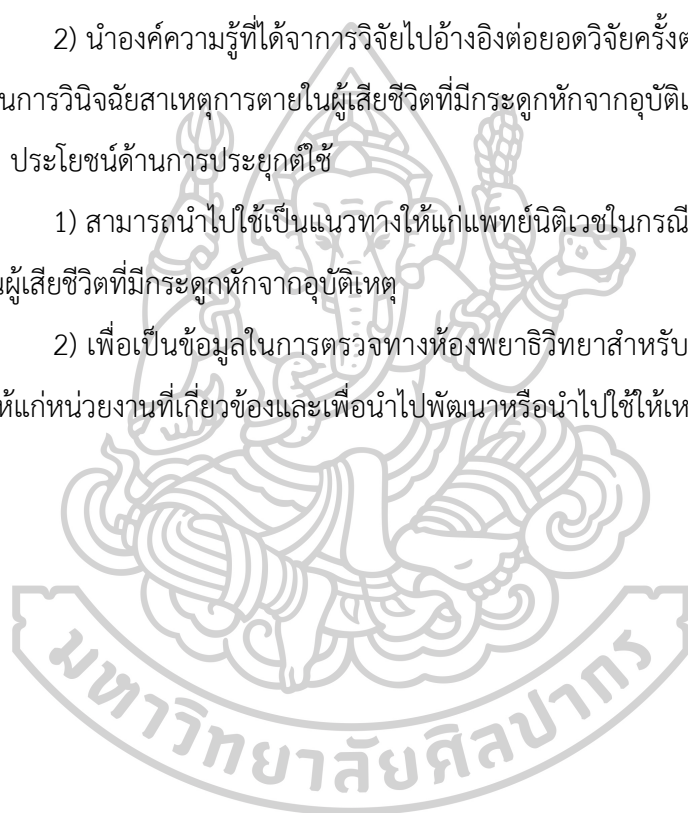 2) นำองค์ความรู้ที่ได้จาการวิจัยไปอ้างอิงต่อยอดวิจัยครั้งต
นการวินิจฉัยสาเหตุการตายในผู้เสียชีวิตที่มีกระดูกหักจากอุบัติเ
ประโยชน์ด้านการประยุกต์ใช้
1) สามารถนำไปใช้เป็นแนวทางให้แก่แพทย์นิติเวชในกรณี
นผู้เสียชีวิตที่มีกระดูกหักจากอุบัติเหตุ
2) เพื่อเป็นข้อมูลในการตรวจทางห้องพยาธิวิทยาสำหรับ
ห้แก่หน่วยงานที่เกี่ยวข้องและเพื่อนำไปพัฒนาหรือนำไปใช้ให้เห
มหาวิทยาลัยศิลปากร